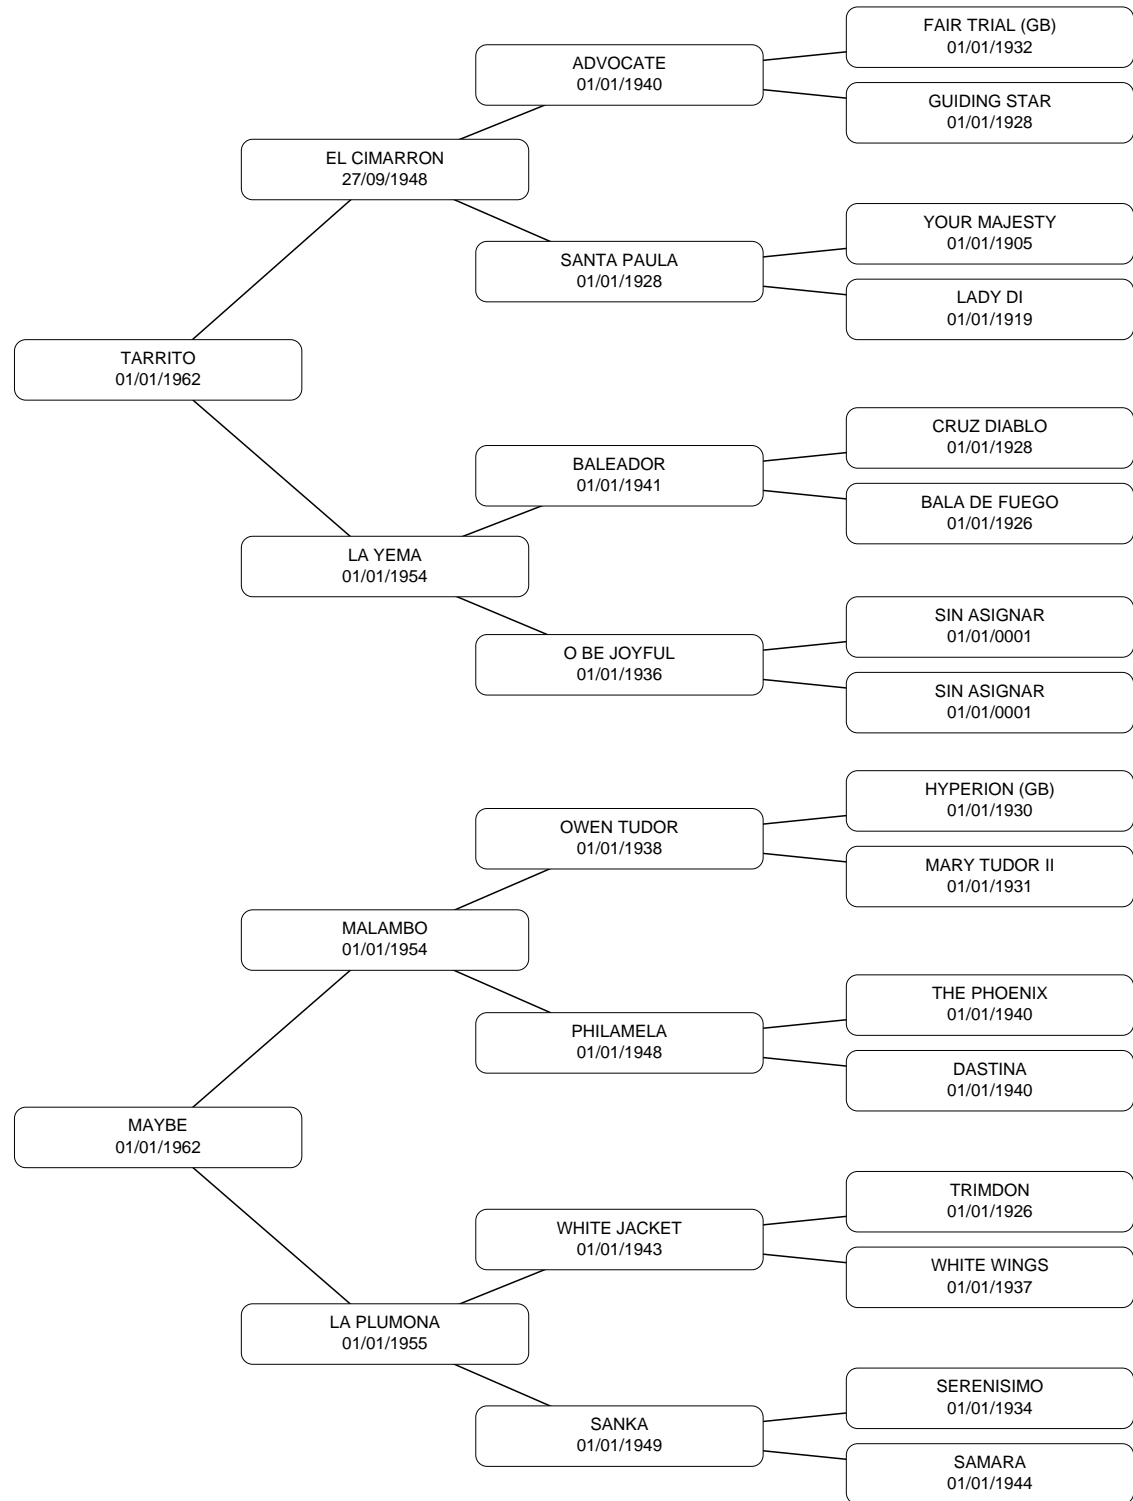 FAIR TRIAL (GB)
01/01/1932
ADVOCATE
01/01/1940
GUIDING STAR
01/01/1928
EL CIMARRON
27/09/1948
YOUR MAJESTY
01/01/1905
SANTA PAULA
01/01/1928
LADY DI
01/01/1919
TARRITO
01/01/1962
CRUZ DIABLO
01/01/1928
BALEADOR
01/01/1941
BALA DE FUEGO
01/01/1926
LA YEMA
01/01/1954
SIN ASIGNAR
01/01/0001
O BE JOYFUL
01/01/1936
SIN ASIGNAR
01/01/0001
HYPERION (GB)
01/01/1930
OWEN TUDOR
01/01/1938
MARY TUDOR II
01/01/1931
MALAMBO
01/01/1954
THE PHOENIX
01/01/1940
PHILAMELA
01/01/1948
DASTINA
01/01/1940
MAYBE
01/01/1962
TRIMDON
01/01/1926
WHITE JACKET
01/01/1943
WHITE WINGS
01/01/1937
LA PLUMONA
01/01/1955
SERENISIMO
01/01/1934
SANKA
01/01/1949
SAMARA
01/01/1944